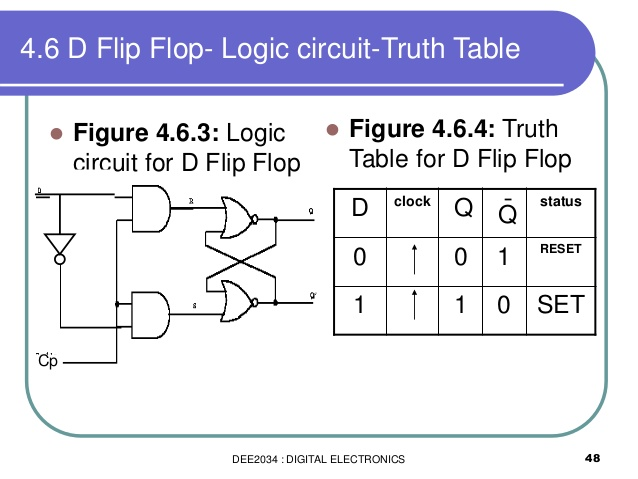 4.6 D Flip Flop- Logic circuit-Truth Table
Figure 4.6.3: Logic
circuit for D Flip Flop
Figure 4.6.4: Truth
Table for D Flip Flop
D
R
Q
S
Q'
Cp
D clock Q Q̄ status
0 ↑ 0 1 RESET
1 ↑ 1 0 SET
DEE2034 : DIGITAL ELECTRONICS
48